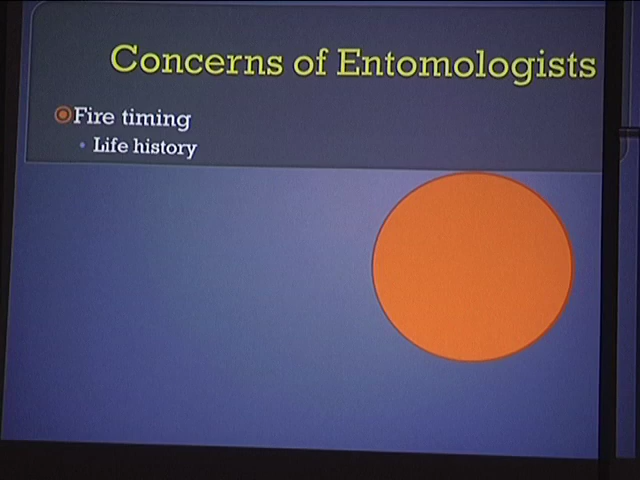 Concerns of Entomologists
Fire timing
• Life history